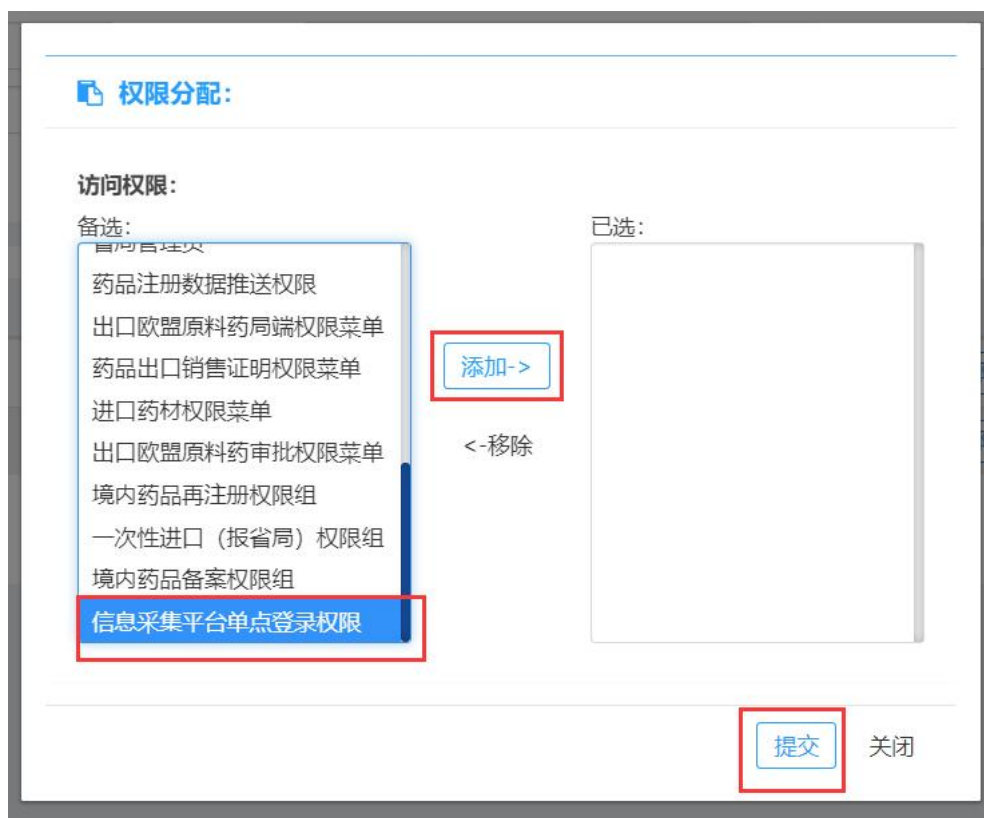 权限分配：
访问权限：
备选：
已选：
省局管理员
药品注册数据推送权限
出口欧盟原料药局端权限菜单
药品出口销售证明权限菜单
进口药材权限菜单
出口欧盟原料药审批权限菜单
境内药品再注册权限组
一次性进口（报省局）权限组
境内药品备案权限组
信息采集平台单点登录权限
添加->
<-移除
提交
关闭